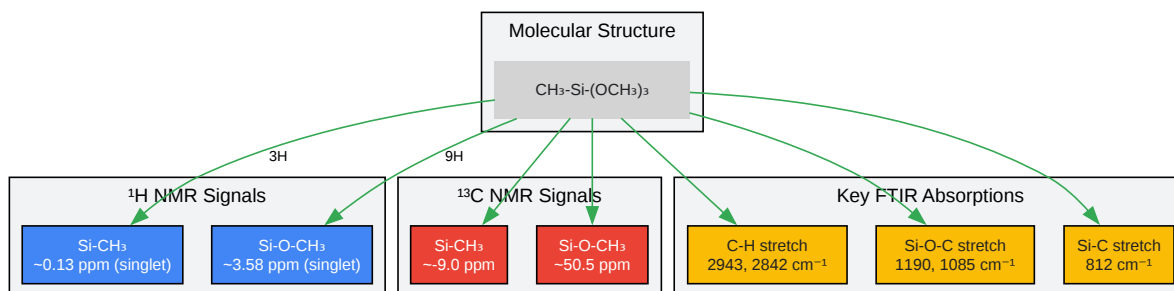 Molecular Structure
CH₃-Si-(OCH₃)₃
3H
9H
¹H NMR Signals
Si-CH₃
~0.13 ppm (singlet)
Si-O-CH₃
~3.58 ppm (singlet)
¹³C NMR Signals
Si-CH₃
~-9.0 ppm
Si-O-CH₃
~50.5 ppm
Key FTIR Absorptions
C-H stretch
2943, 2842 cm⁻¹
Si-O-C stretch
1190, 1085 cm⁻¹
Si-C stretch
812 cm⁻¹